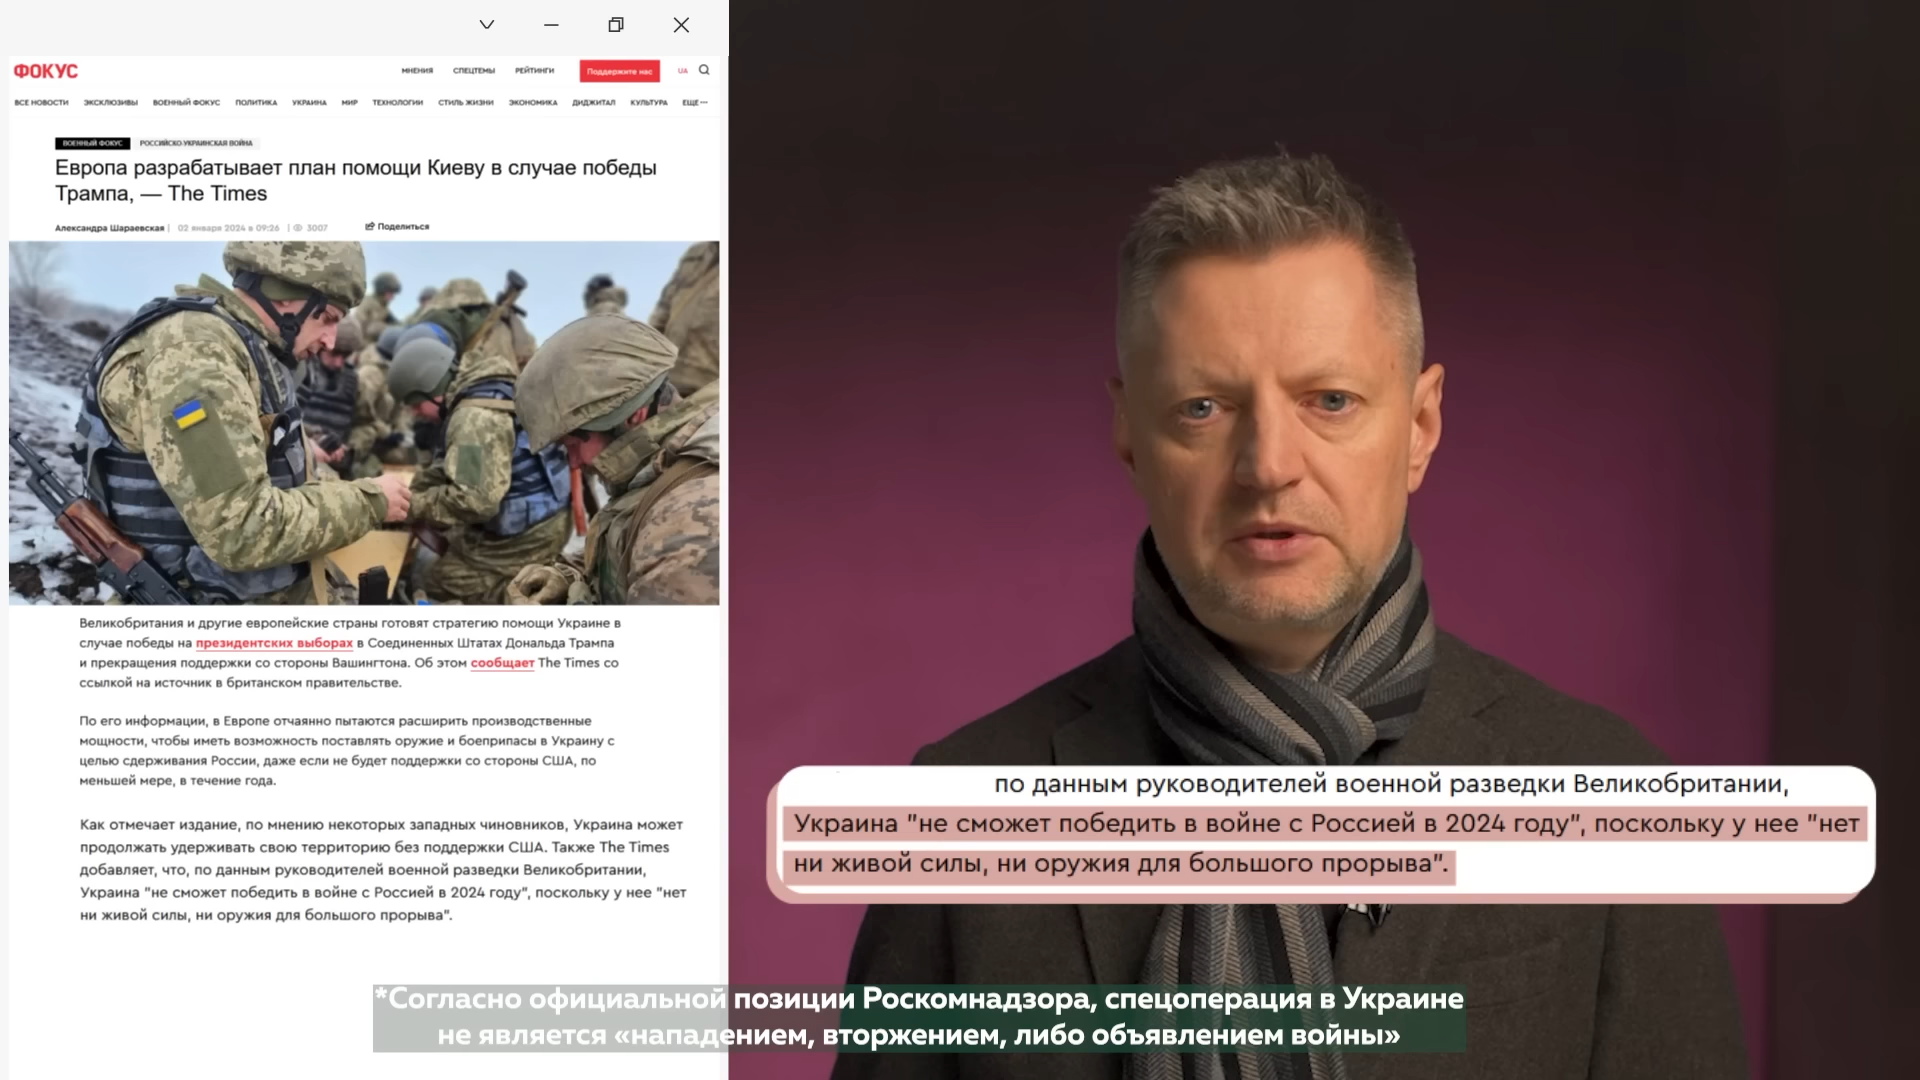 ФОКУС
МНЕНИЯ СПЕЦТЕМЫ РЕЙТИНГИ Поддержите нас UA
ВСЕ НОВОСТИ ЭКСКЛЮЗИВЫ ВОЕННЫЙ ФОКУС ПОЛИТИКА УКРАИНА МИР ТЕХНОЛОГИИ СТИЛЬ ЖИЗНИ ЭКОНОМИКА ДИДЖИТАЛ КУЛЬТУРА ЕЩЕ ···
ВОЕННЫЙ ФОКУС РОССИЙСКО-УКРАИНСКАЯ ВОЙНА
Европа разрабатывает план помощи Киеву в случае победы
Трампа, — The Times
Александра Шараевская | 02 января 2024 в 09:26 | 3007 Поделиться
Великобритания и другие европейские страны готовят стратегию помощи Украине в
случае победы на президентских выборах в Соединенных Штатах Дональда Трампа
и прекращения поддержки со стороны Вашингтона. Об этом сообщает The Times со
ссылкой на источник в британском правительстве.
По его информации, в Европе отчаянно пытаются расширить производственные
мощности, чтобы иметь возможность поставлять оружие и боеприпасы в Украину с
целью сдерживания России, даже если не будет поддержки со стороны США, по
меньшей мере, в течение года.
Как отмечает издание, по мнению некоторых западных чиновников, Украина может
продолжать удерживать свою территорию без поддержки США. Также The Times
добавляет, что, по данным руководителей военной разведки Великобритании,
Украина "не сможет победить в войне с Россией в 2024 году", поскольку у нее "нет
ни живой силы, ни оружия для большого прорыва".
по данным руководителей военной разведки Великобритании,
Украина "не сможет победить в войне с Россией в 2024 году", поскольку у нее "нет
ни живой силы, ни оружия для большого прорыва".
*Согласно официальной позиции Роскомнадзора, спецоперация в Украине
не является «нападением, вторжением, либо объявлением войны»